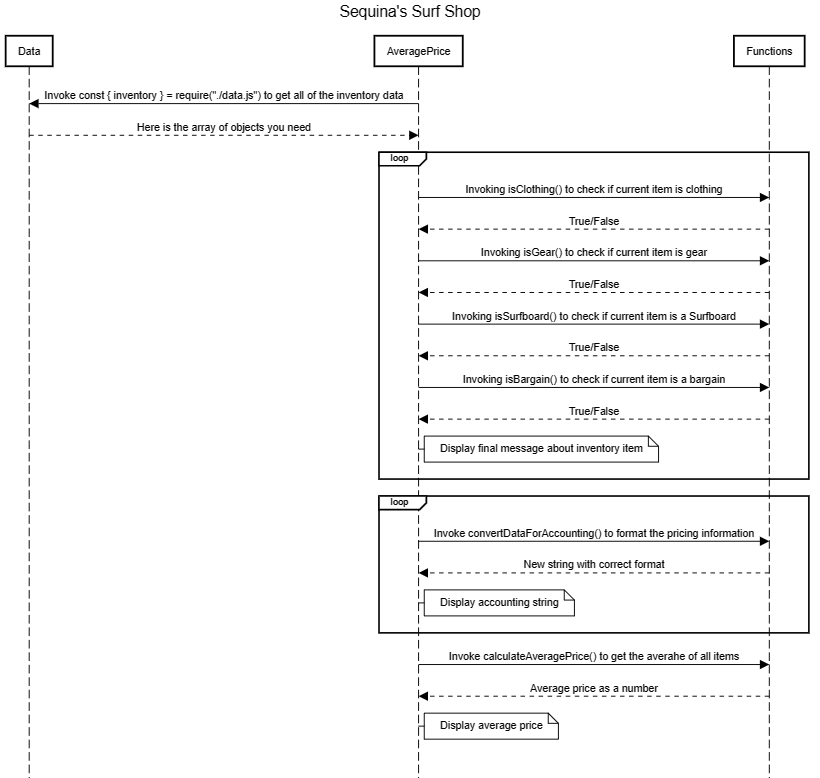 Sequina's Surf Shop
Data
AveragePrice
Functions
Invoke const { inventory } = require("./data.js") to get all of the inventory data
Here is the array of objects you need
loop
Invoking isClothing() to check if current item is clothing
True/False
Invoking isGear() to check if current item is gear
True/False
Invoking isSurfboard() to check if current item is a Surfboard
True/False
Invoking isBargain() to check if current item is a bargain
True/False
Display final message about inventory item
loop
Invoke convertDataForAccounting() to format the pricing information
New string with correct format
Display accounting string
Invoke calculateAveragePrice() to get the averahe of all items
Average price as a number
Display average price